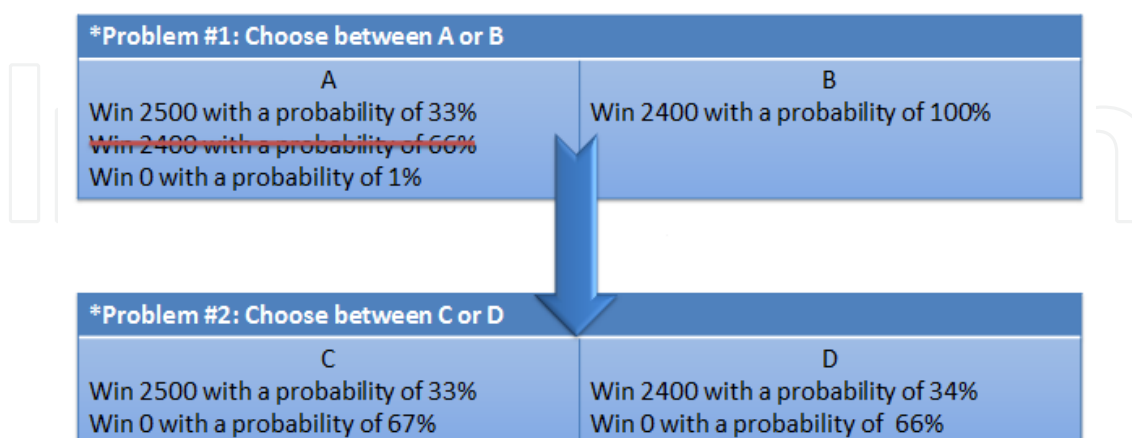 *Problem #1: Choose between A or B
A
Win 2500 with a probability of 33%
Win 2400 with a probability of 66%
Win 0 with a probability of 1%
B
Win 2400 with a probability of 100%
*Problem #2: Choose between C or D
C
Win 2500 with a probability of 33%
Win 0 with a probability of 67%
D
Win 2400 with a probability of 34%
Win 0 with a probability of 66%